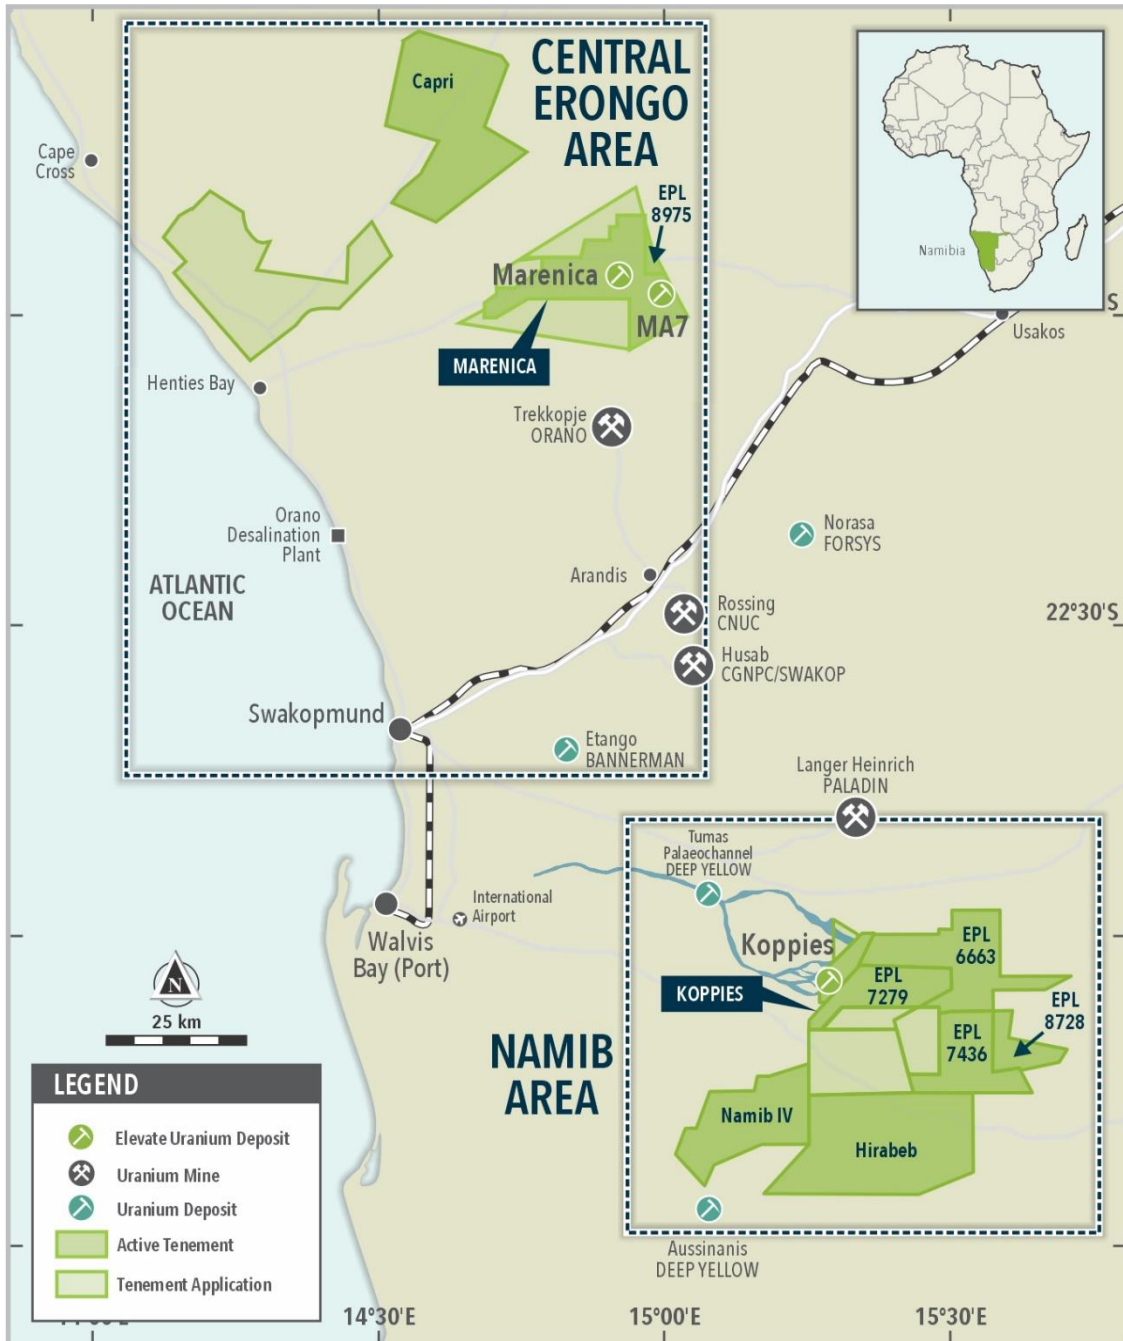 CENTRAL
ERONGO
AREA
Capri
Cape
Cross
EPL
8975
Marenica
MA7
MARENICA
Namibia
S
Usakos
Henties Bay
Trekkopje
ORANO
Orano
Desalination
Plant
Norasa
FORSYS
ATLANTIC
OCEAN
Arandis
Rossing
CNUC
22°30'S
Husab
CGNPC/SWAKOP
Swakopmund
Etango
BANNERMAN
Langer Heinrich
PALADIN
Tumas
Palaeochannel
DEEP YELLOW
International
Airport
Walvis
Bay (Port)
Koppies
EPL
6663
EPL
7279
KOPPIES
EPL
8728
EPL
7436
N
25 km
NAMIB
AREA
Namib IV
Hirabeb
Aussinanis
DEEP YELLOW
LEGEND
Elevate Uranium Deposit
Uranium Mine
Uranium Deposit
Active Tenement
Tenement Application
14°30'E
15°00'E
15°30'E